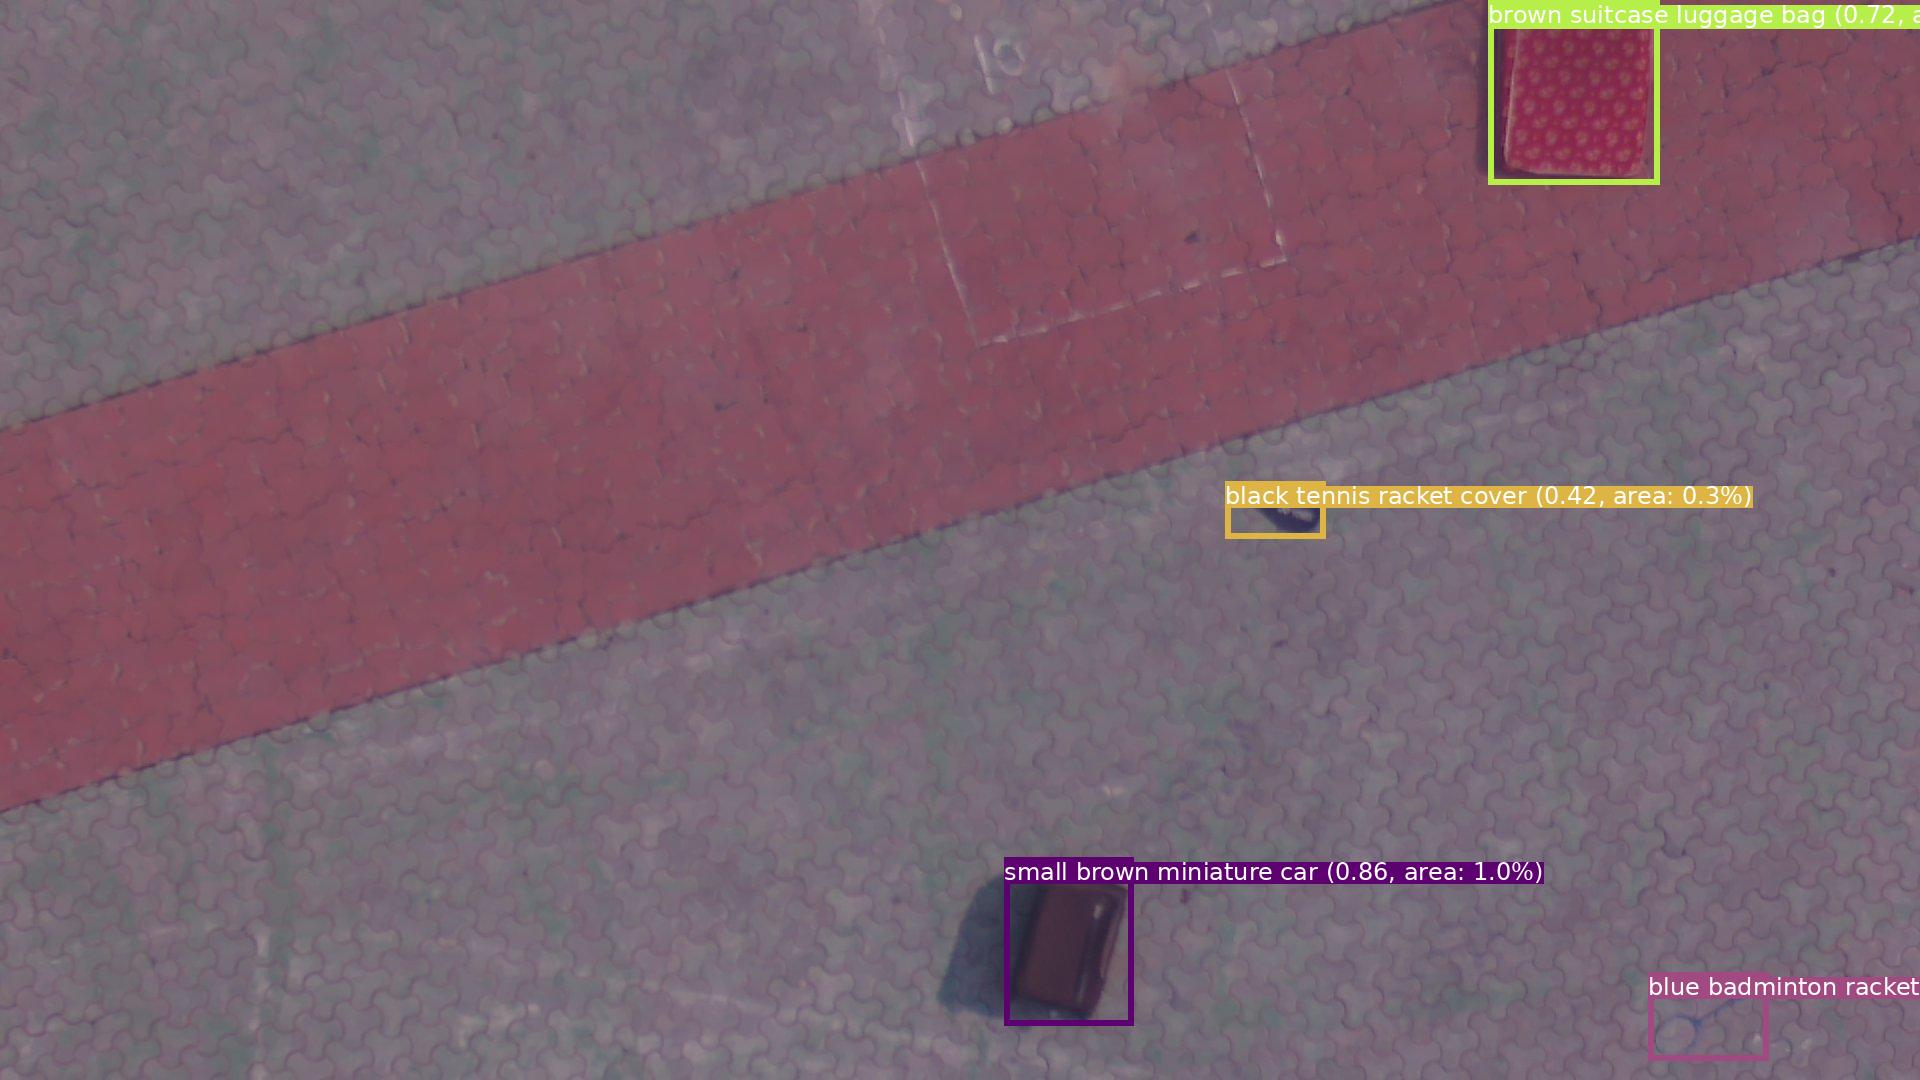 brown suitcase luggage bag (0.72, a
black tennis racket cover (0.42, area: 0.3%)
small brown miniature car (0.86, area: 1.0%)
blue badminton racket